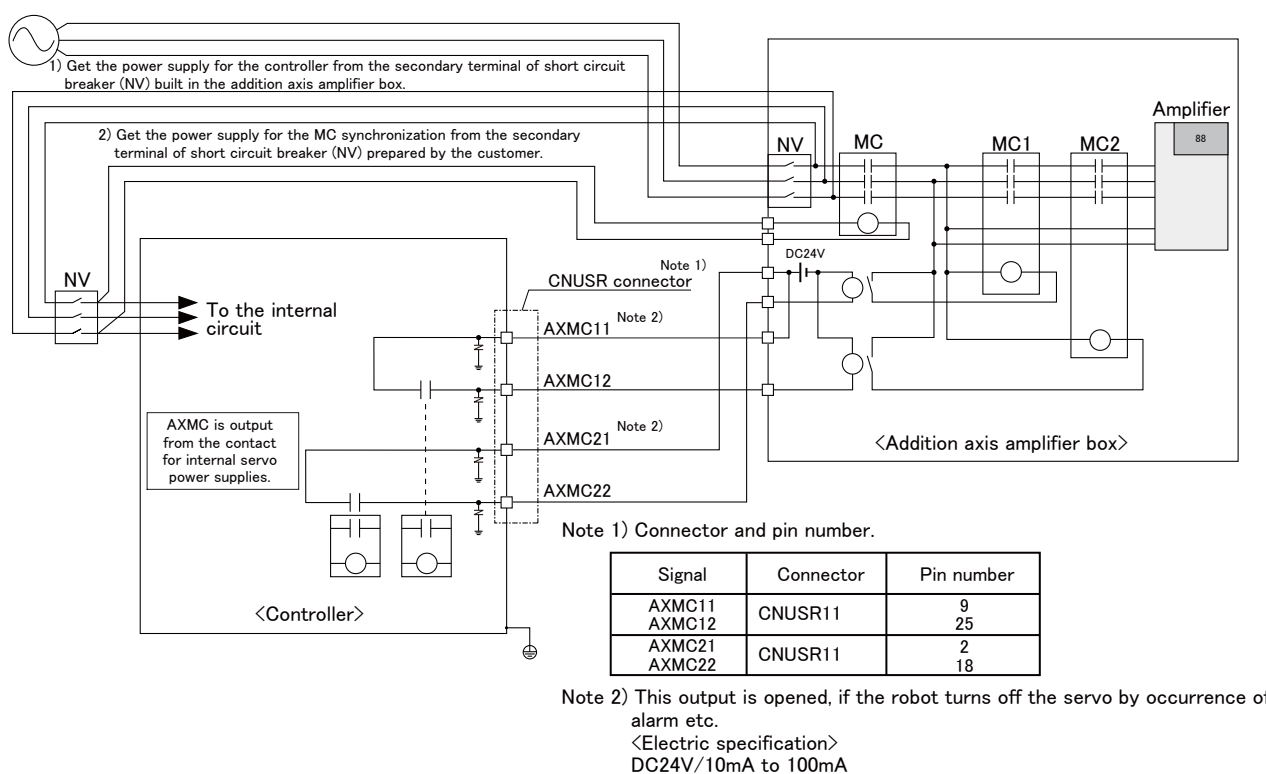 1) Get the power supply for the controller from the secondary terminal of short circuit
breaker (NV) built in the addition axis amplifier box.
2) Get the power supply for the MC synchronization from the secondary
terminal of short circuit breaker (NV) prepared by the customer.
Amplifier
88
NV
MC
MC1
MC2
DC24V
NV
To the internal
circuit
Note 1)
CNUSR connector
AXMC11 Note 2)
AXMC12
AXMC21 Note 2)
AXMC22
AXMC is output
from the contact
for internal servo
power supplies.
<Controller>
<Addition axis amplifier box>
Note 1) Connector and pin number.
Signal Connector Pin number
AXMC11 CNUSR11 9
AXMC12 25
AXMC21 CNUSR11 2
AXMC22 18
Note 2) This output is opened, if the robot turns off the servo by occurrence of
alarm etc.
<Electric specification>
DC24V/10mA to 100mA